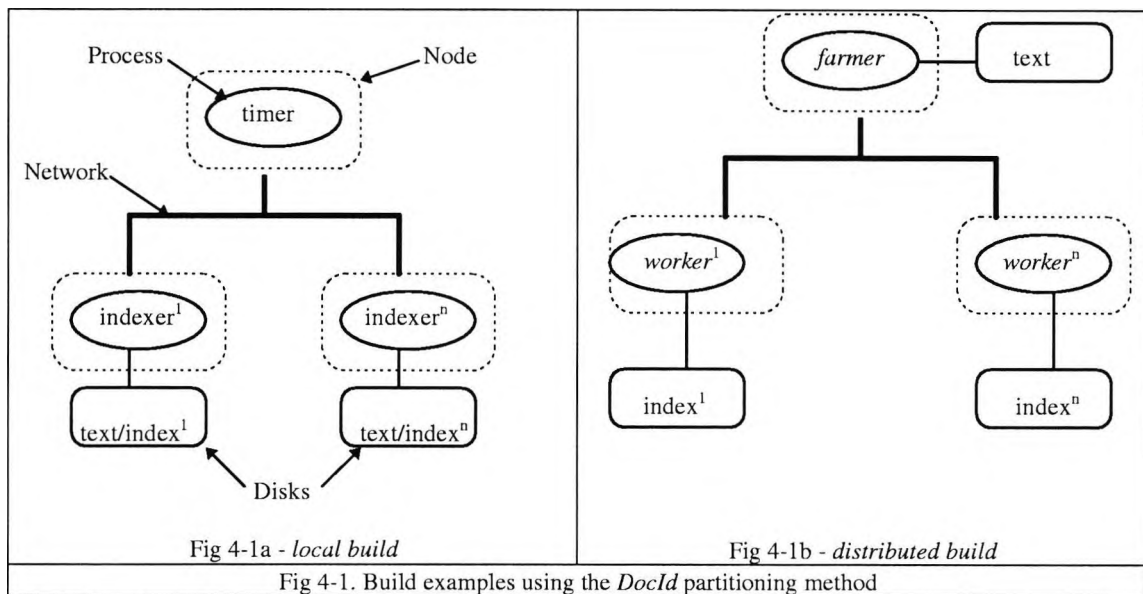 Process
Node
timer
Network
indexer¹
indexerⁿ
text/index¹
text/indexⁿ
Disks
Fig 4-1a - local build
farmer
text
worker¹
workerⁿ
index¹
indexⁿ
Fig 4-1b - distributed build
Fig 4-1. Build examples using the DocId partitioning method